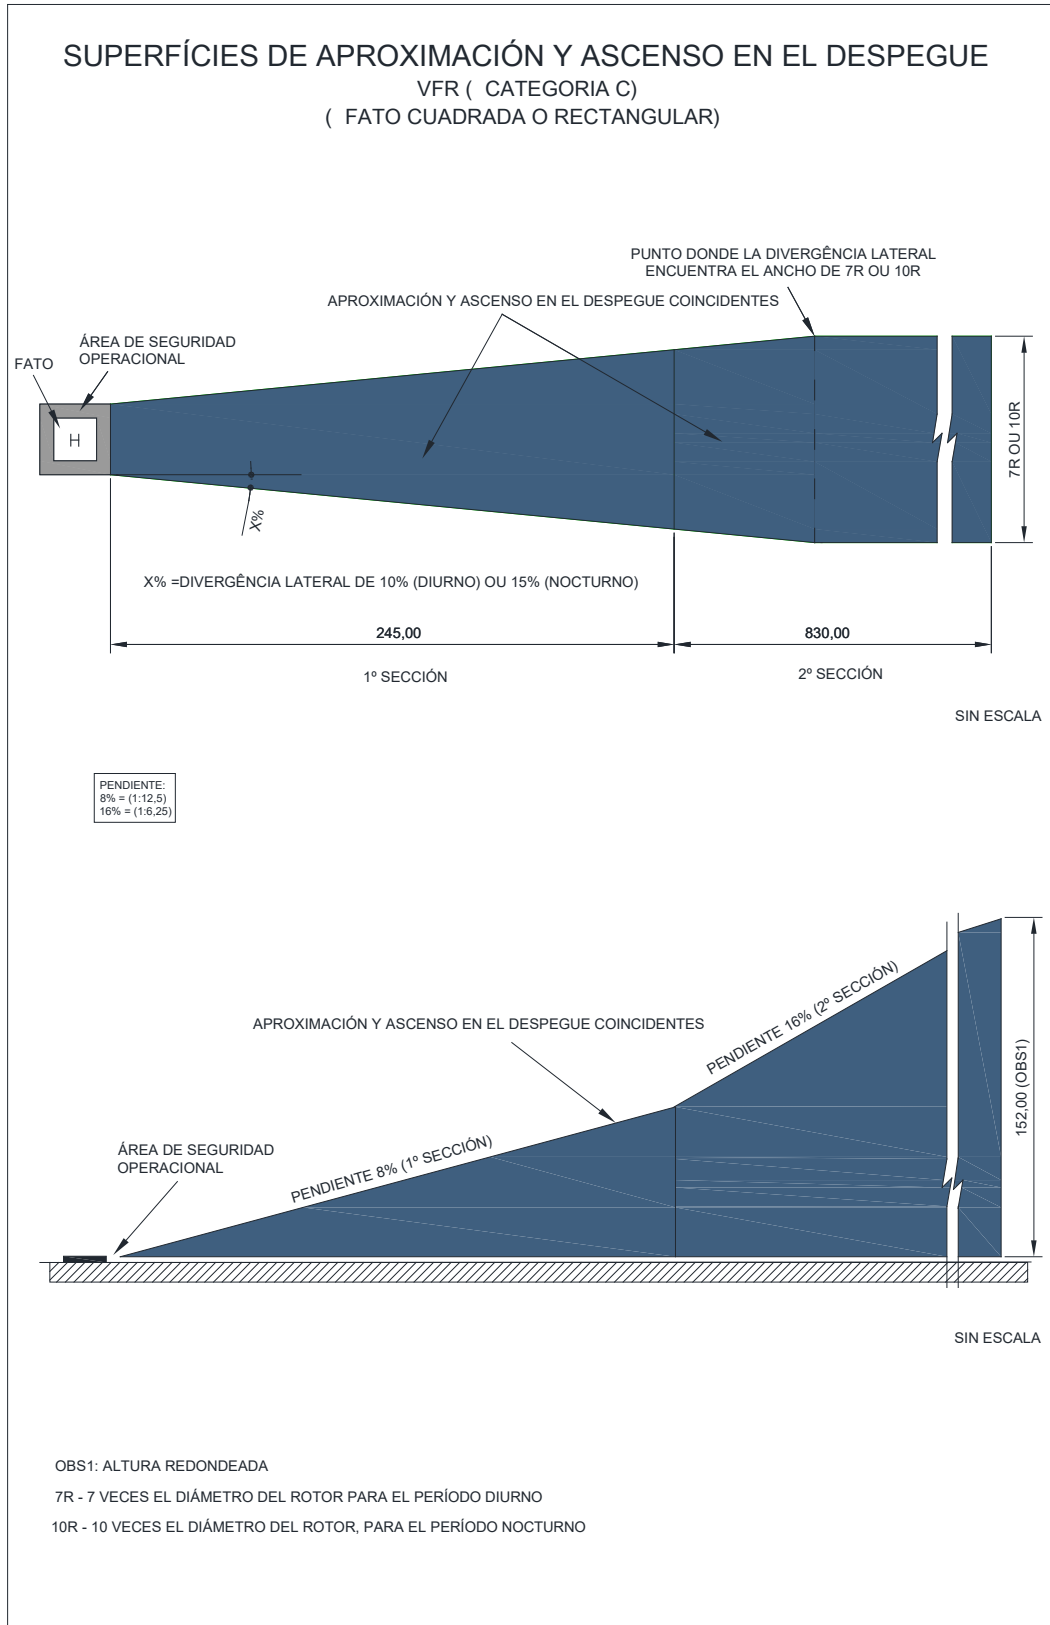 SUPERFÍCIES DE APROXIMACIÓN Y ASCENSO EN EL DESPEGUE
VFR ( CATEGORIA C)
( FATO CUADRADA O RECTANGULAR)
PUNTO DONDE LA DIVERGÊNCIA LATERAL
ENCUENTRA EL ANCHO DE 7R OU 10R
APROXIMACIÓN Y ASCENSO EN EL DESPEGUE COINCIDENTES
ÁREA DE SEGURIDAD
OPERACIONAL
FATO
H
7R OU 10R
X%
X% =DIVERGÊNCIA LATERAL DE 10% (DIURNO) OU 15% (NOCTURNO)
245,00
830,00
1º SECCIÓN
2º SECCIÓN
SIN ESCALA
PENDIENTE:
8% = (1:12,5)
16% = (1:6,25)
PENDIENTE 16% (2º SECCIÓN)
APROXIMACIÓN Y ASCENSO EN EL DESPEGUE COINCIDENTES
152,00 (OBS1)
ÁREA DE SEGURIDAD
OPERACIONAL
PENDIENTE 8% (1º SECCIÓN)
SIN ESCALA
OBS1: ALTURA REDONDEADA
7R - 7 VECES EL DIÁMETRO DEL ROTOR PARA EL PERÍODO DIURNO
10R - 10 VECES EL DIÁMETRO DEL ROTOR, PARA EL PERÍODO NOCTURNO